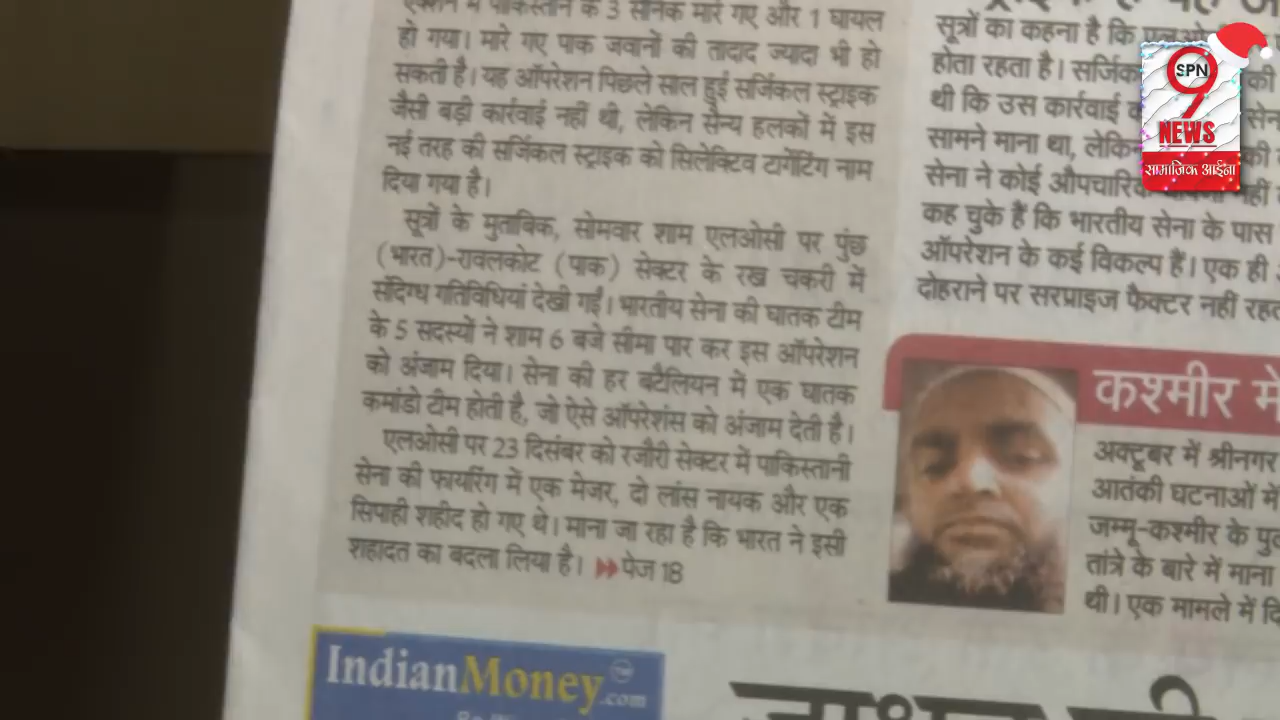 एक्शन में पाकिस्तान के 3 सैनिक मारे गए और 1 घायल
हो गया। मारे गए पाक जवानों की तादाद ज्यादा भी हो
सकती है। यह ऑपरेशन पिछले साल हुई सर्जिकल स्ट्राइक
जैसी बड़ी कार्रवाई नहीं थी, लेकिन सैन्य हलकों में इस
नई तरह की सर्जिकल स्ट्राइक को सिलेक्टिव टार्गेटिंग नाम
दिया गया है।
सूत्रों के मुताबिक, सोमवार शाम एलओसी पर पुंछ
(भारत)-रावलकोट (पाक) सेक्टर के रख चकरी में
संदिग्ध गतिविधियां देखी गईं। भारतीय सेना की घातक टीम
के 5 सदस्यों ने शाम 6 बजे सीमा पार कर इस ऑपरेशन
को अंजाम दिया। सेना की हर बटैलियन में एक घातक
कमांडो टीम होती है, जो ऐसे ऑपरेशंस को अंजाम देती है।
एलओसी पर 23 दिसंबर को रजौरी सेक्टर में पाकिस्तानी
सेना की फायरिंग में एक मेजर, दो लांस नायक और एक
सिपाही शहीद हो गए थे। माना जा रहा है कि भारत ने इसी
शहादत का बदला लिया है। पेज 18
सूत्रों का कहना है कि
होता रहता है।
थी कि उस कार्रवाई
सामने माना था,
सेना ने कोई
कह चुके हैं कि भारतीय सेना के पास
ऑपरेशन के कई विकल्प हैं। एक ही
दोहराने पर सरप्राइज फैक्टर नहीं
कश्मीर में
अक्टूबर में श्रीनगर
आतंकी घटनाओं में
जम्मू-कश्मीर के
तांत्रे के बारे में माना
थी। एक मामले में
IndianMoney.com
SPN
9
NEWS
सामाजिक आईना